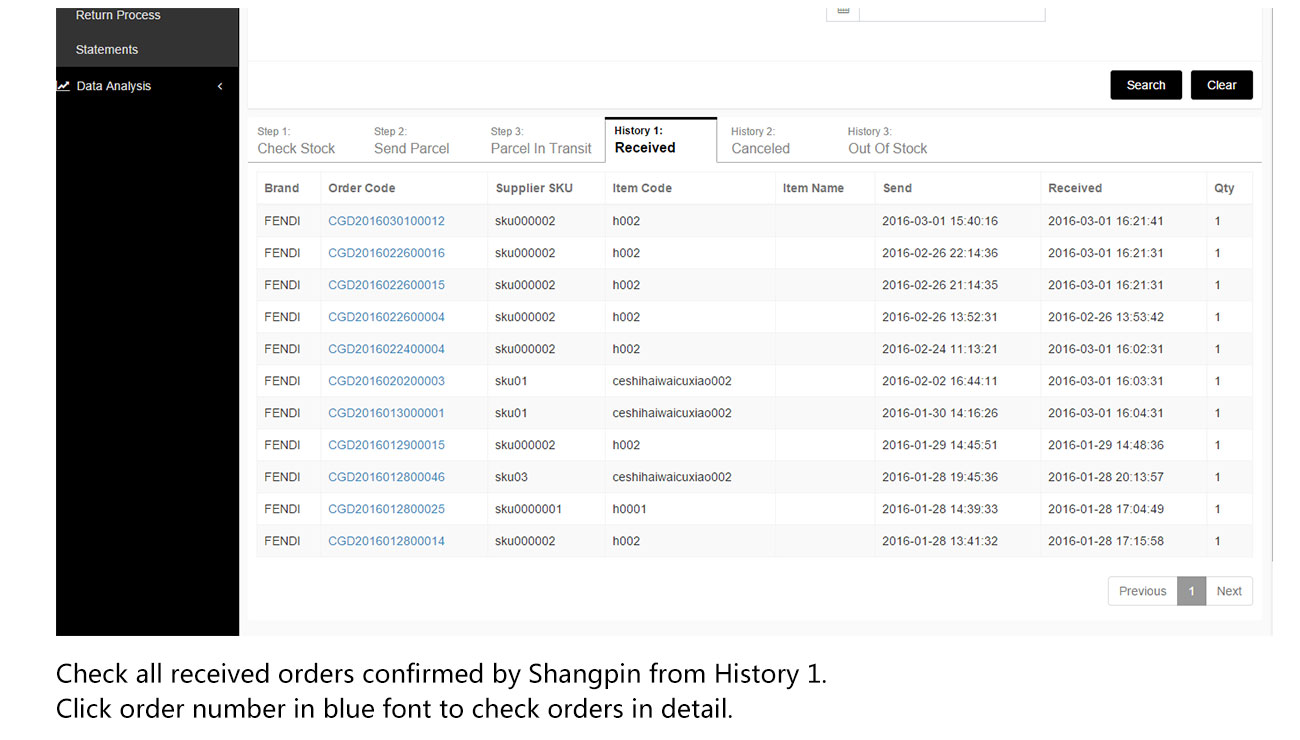 Return Process
Statements
Data Analysis
Search Clear
Step 1: Step 2: Step 3: History 1: History 2: History 3:
Check Stock Send Parcel Parcel In Transit Received Canceled Out Of Stock
Brand Order Code Supplier SKU Item Code Item Name Send Received Qty
FENDI CGD2016030100012 sku000002 h002 2016-03-01 15:40:16 2016-03-01 16:21:41 1
FENDI CGD2016022600016 sku000002 h002 2016-02-26 22:14:36 2016-03-01 16:21:31 1
FENDI CGD2016022600015 sku000002 h002 2016-02-26 21:14:35 2016-03-01 16:21:31 1
FENDI CGD2016022600004 sku000002 h002 2016-02-26 13:52:31 2016-02-26 13:53:42 1
FENDI CGD2016022400004 sku000002 h002 2016-02-24 11:13:21 2016-03-01 16:02:31 1
FENDI CGD2016020200003 sku01 ceshihaiwaicuxiao002 2016-02-02 16:44:11 2016-03-01 16:03:31 1
FENDI CGD2016013000001 sku01 ceshihaiwaicuxiao002 2016-01-30 14:16:26 2016-03-01 16:04:31 1
FENDI CGD2016012900015 sku000002 h002 2016-01-29 14:45:51 2016-01-29 14:48:36 1
FENDI CGD2016012800046 sku03 ceshihaiwaicuxiao002 2016-01-28 19:45:36 2016-01-28 20:13:57 1
FENDI CGD2016012800025 sku0000001 h0001 2016-01-28 14:39:33 2016-01-28 17:04:49 1
FENDI CGD2016012800014 sku000002 h002 2016-01-28 13:41:32 2016-01-28 17:15:58 1
Previous 1 Next
Check all received orders confirmed by Shangpin from History 1.
Click order number in blue font to check orders in detail.